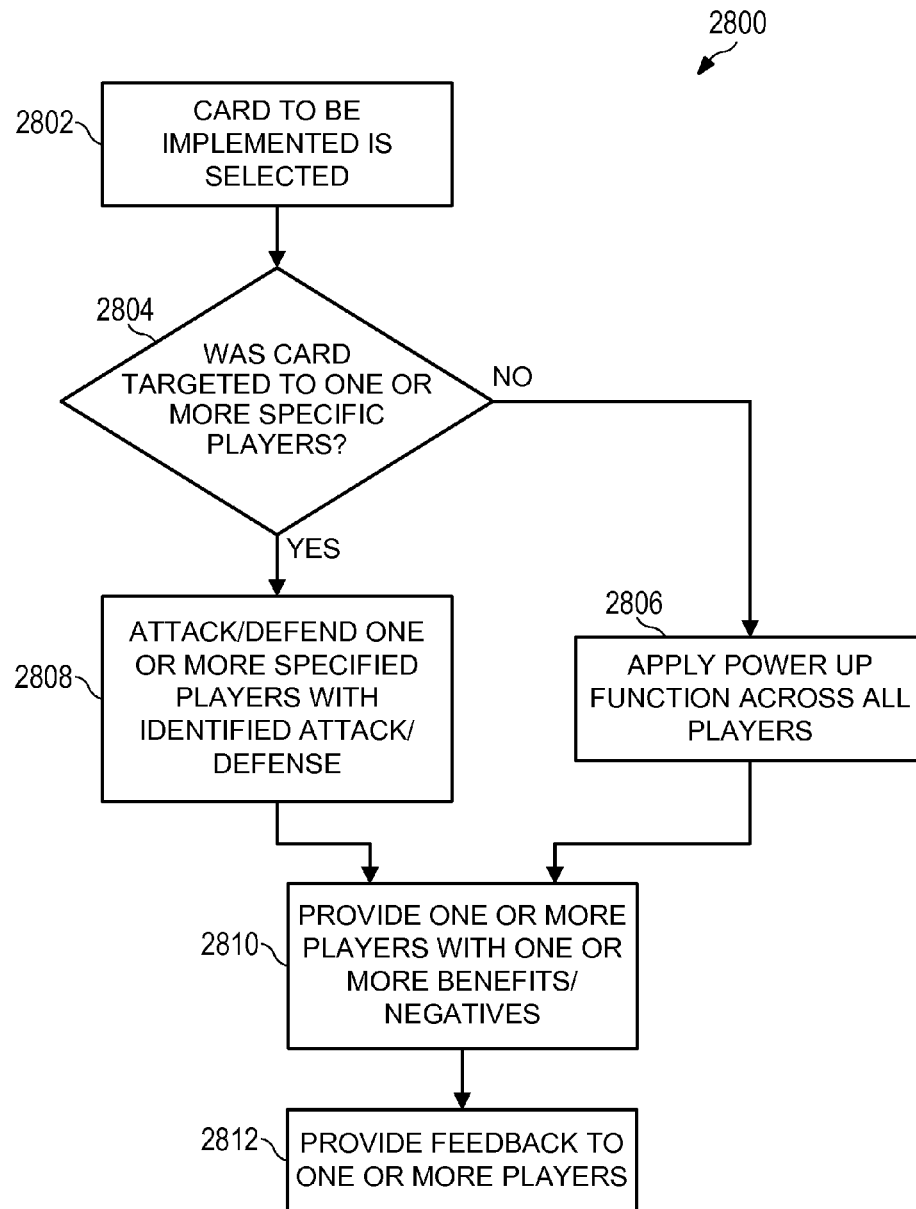 2800
2802
CARD TO BE
IMPLEMENTED IS
SELECTED
2804
WAS CARD
TARGETED TO ONE OR
MORE SPECIFIC
PLAYERS?
NO
YES
2808
ATTACK/DEFEND ONE
OR MORE SPECIFIED
PLAYERS WITH
IDENTIFIED ATTACK/
DEFENSE
2806
APPLY POWER UP
FUNCTION ACROSS ALL
PLAYERS
2810
PROVIDE ONE OR MORE
PLAYERS WITH ONE OR
MORE BENEFITS/
NEGATIVES
2812
PROVIDE FEEDBACK TO
ONE OR MORE PLAYERS